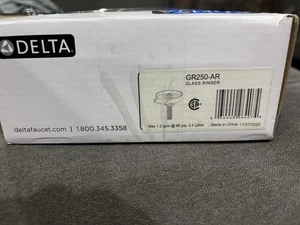 DELTA
GR250-AR
GLASS RINSER
deltafaucet.com | 1.800.345.3358
Made in China